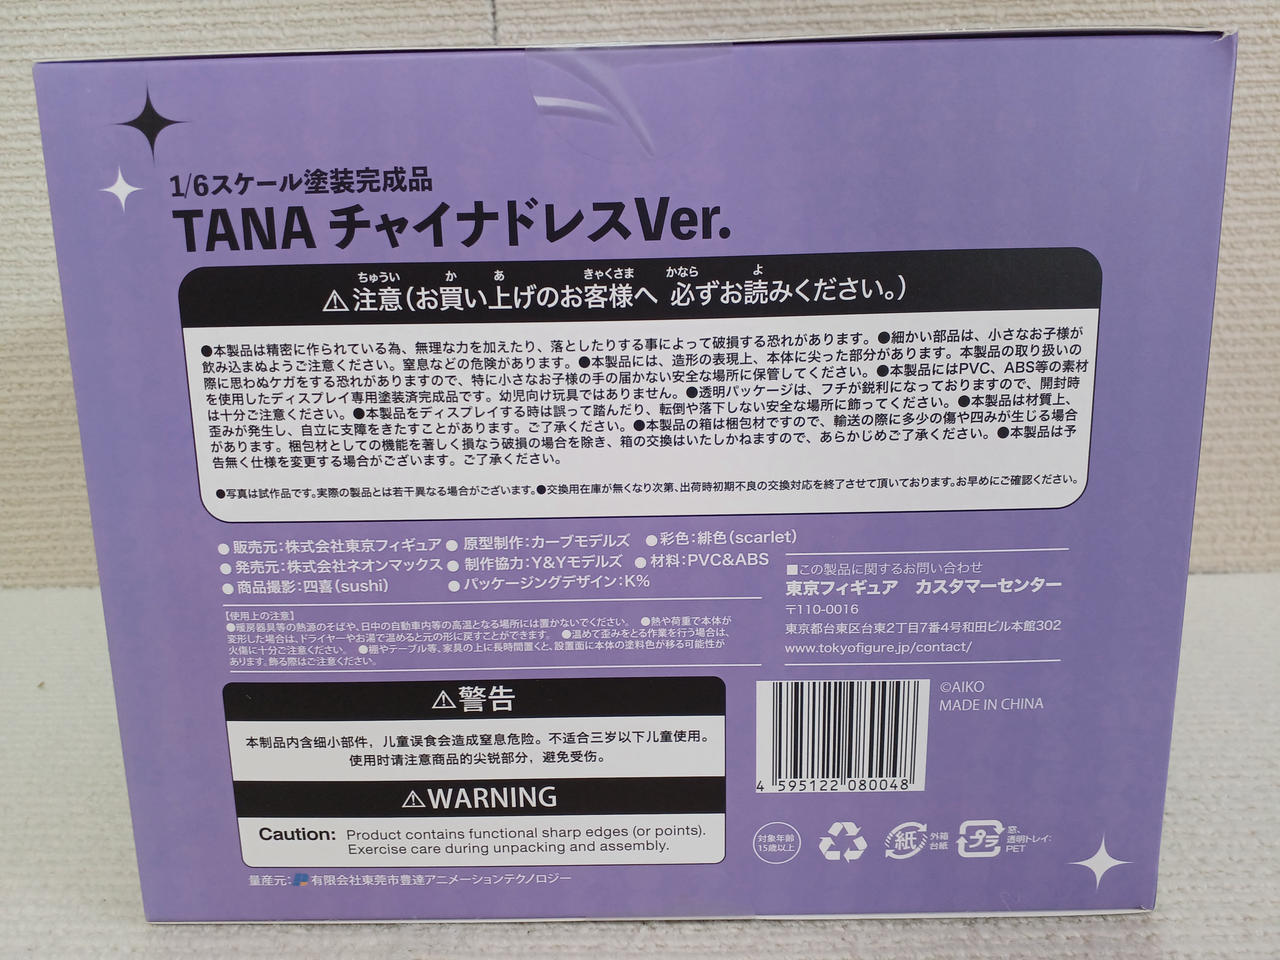 1/6スケール塗装完成品
TANA チャイナドレスVer.
ちゅうい か あ きゃくさま かなら よ
⚠注意(お買い上げのお客様へ 必ずお読みください。)
●本製品は精密に作られている為、無理な力を加えたり、落としたりする事によって破損する恐れがあります。●細かい部品は、小さなお子様が
飲み込まぬようご注意ください。窒息などの危険があります。●本製品には、造形の表現上、本体に尖った部分があります。本製品の取り扱いの
際に思わぬケガをする恐れがありますので、特に小さなお子様の手の届かない安全な場所に保管してください。●本製品にはPVC、ABS等の素材
を使用したディスプレイ専用塗装済完成品です。幼児向け玩具ではありません。●透明パッケージは、フチが鋭利になっておりますので、開封時
は十分ご注意ください。●本製品をディスプレイする時は誤って踏んだり、転倒や落下しない安全な場所に飾ってください。●本製品は材質上、
歪みが発生し、自立に支障をきたすことがあります。ご了承ください。●本製品の箱は梱包材ですので、輸送の際に多少の傷や凹みが生じる場合
があります。梱包材としての機能を著しく損なう破損の場合を除き、箱の交換はいたしかねますので、あらかじめご了承ください。●本製品は予
告無く仕様を変更する場合がございます。ご了承ください。
●写真は試作品です。実際の製品とは若干異なる場合がございます。●交換用在庫が無くなり次第、出荷時初期不良の交換対応を終了させて頂いております。お早めにご確認ください。
●販売元:株式会社東京フィギュア ●原型制作:カーブモデルズ ●彩色:緋色(scarlet)
●発売元:株式会社ネオンマックス ●制作協力:Y&Yモデルズ ●材料:PVC&ABS
●商品撮影:四喜(sushi) ●パッケージングデザイン:K%
【使用上の注意】
●暖房器具等の熱源のそばや、日中の自動車内等の高温となる場所には置かないでください。 ●熱や荷重で本体が
変形した場合は、ドライヤーやお湯で温めると元の形に戻すことができます。 ●温めて歪みをとる作業を行う場合は、
火傷に十分ご注意ください。 ●棚やテーブル等、家具の上に長時間置くと、設置面に本体の塗料色が移る可能性が
あります。飾る際はご注意ください。
■この製品に関するお問い合わせ
東京フィギュア カスタマーセンター
〒110-0016
東京都台東区台東2丁目7番4号和田ビル本館302
www.tokyofigure.jp/contact/
⚠警告
本制品内含细小部件，儿童误食会造成窒息危险。不适合三岁以下儿童使用。
使用时请注意商品的尖锐部分，避免受伤。
⚠WARNING
Caution: Product contains functional sharp edges (or points).
Exercise care during unpacking and assembly.
量産元: 有限会社東莞市豊達アニメーションテクノロジー
©AIKO
MADE IN CHINA
4 595122 080048
対象年齢
15歳以上
紙
外箱
台紙
プラ
窓、
透明トレイ:
PET